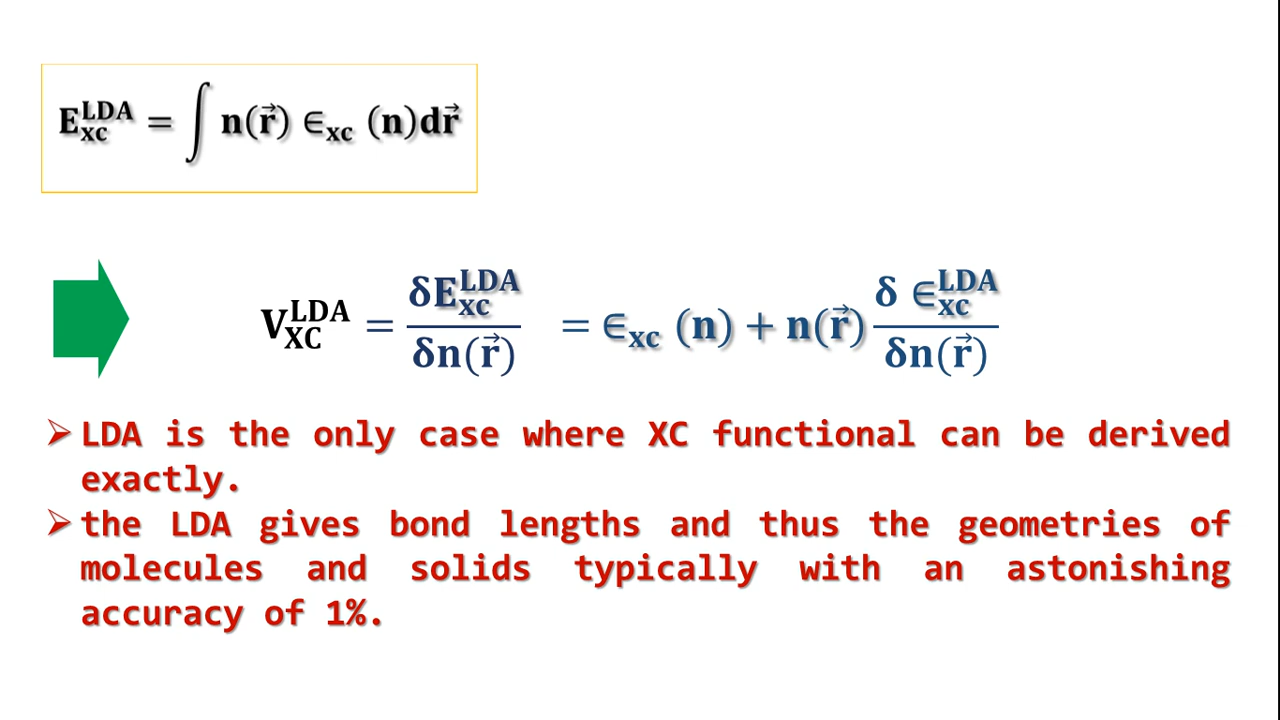 E_xc^LDA = ∫ n(r⃗) ∈_xc (n)dr⃗
V_XC^LDA = δE_xc^LDA / δn(r⃗) = ∈_xc (n) + n(r⃗) δ ∈_xc^LDA / δn(r⃗)
➢ LDA is the only case where XC functional can be derived
exactly.
➢ the LDA gives bond lengths and thus the geometries of
molecules and solids typically with an astonishing
accuracy of 1%.